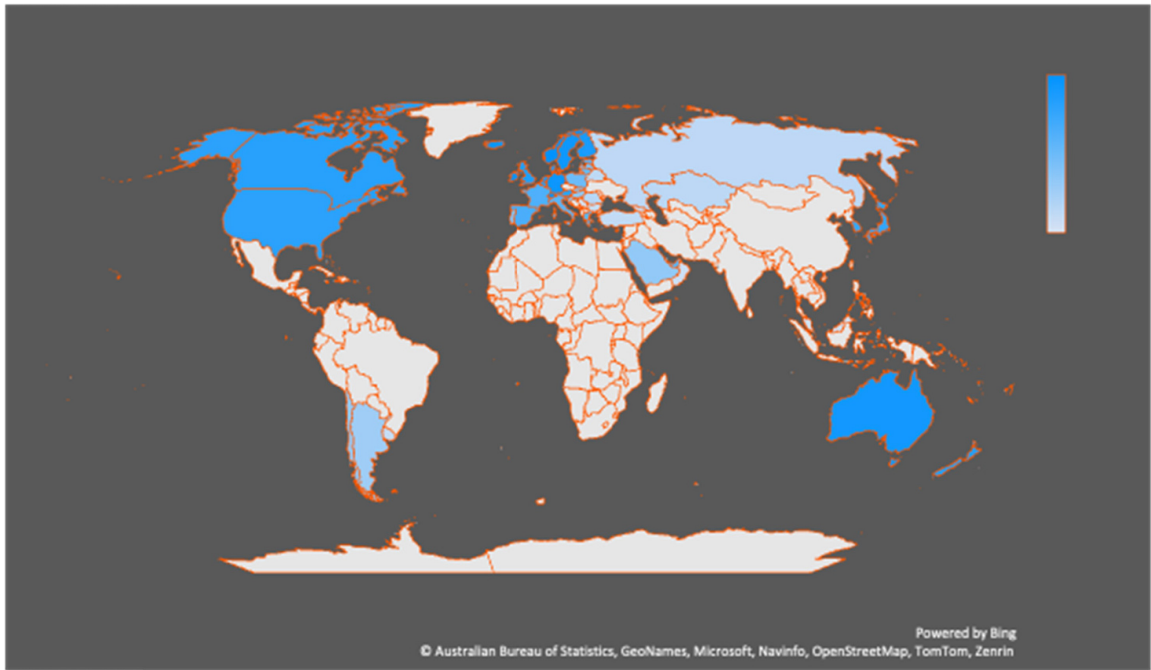 Powered by Bing
© Australian Bureau of Statistics, GeoNames, Microsoft, Navinfo, OpenStreetMap, TomTom, Zenrin